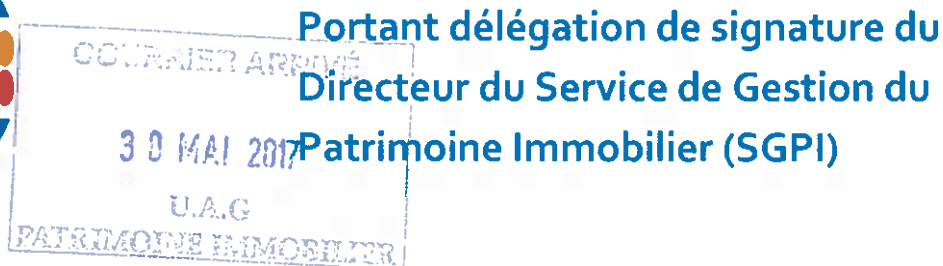 Portant délégation de signature du
COURRIER ARRIVÉ
Directeur du Service de Gestion du
30 MAI 2017
Patrimoine Immobilier (SGPI)
U.A.G
PATRIMOINE IMMOBILIER